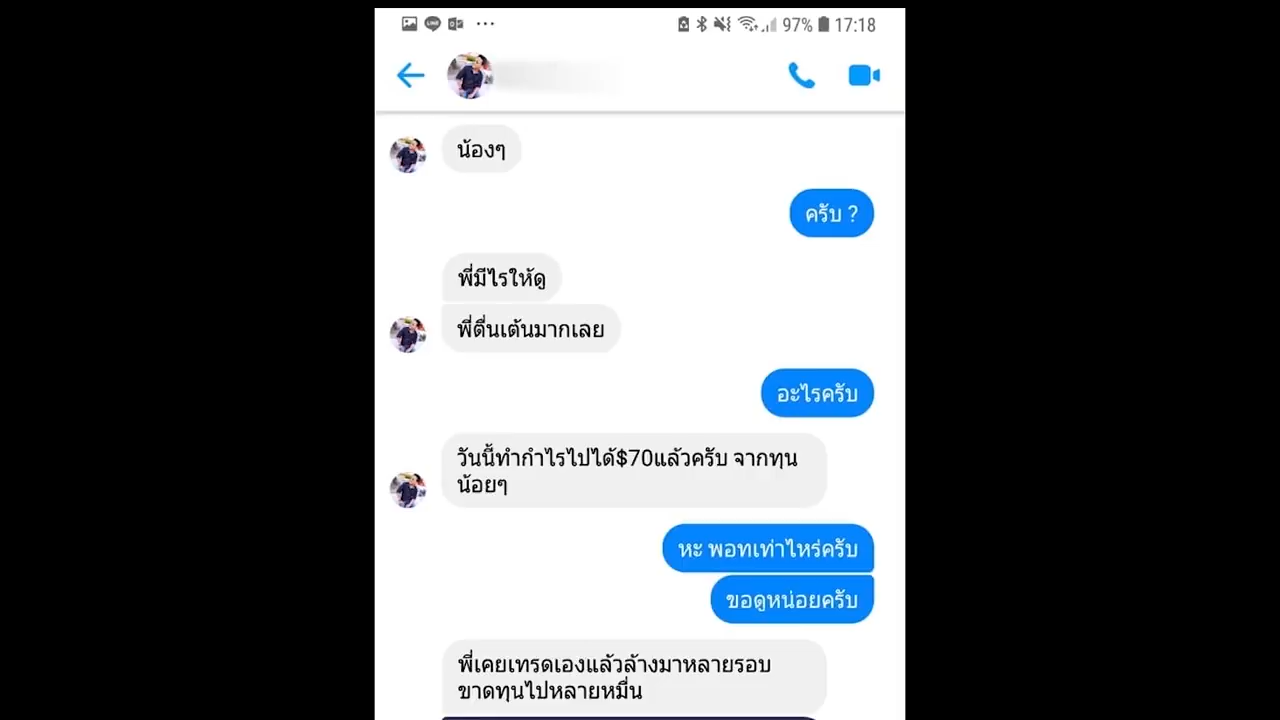 97% 17:18
น้องๆ
ครับ ?
พี่มีไรให้ดู
พี่ตื่นเต้นมากเลย
อะไรครับ
วันนี้ทำกำไรไปได้$70แล้วครับ จากทุน
น้อยๆ
หะ พอทเท่าไหร่ครับ
ขอดูหน่อยครับ
พี่เคยเทรดเองแล้วล้างมาหลายรอบ
ขาดทุนไปหลายหมื่น